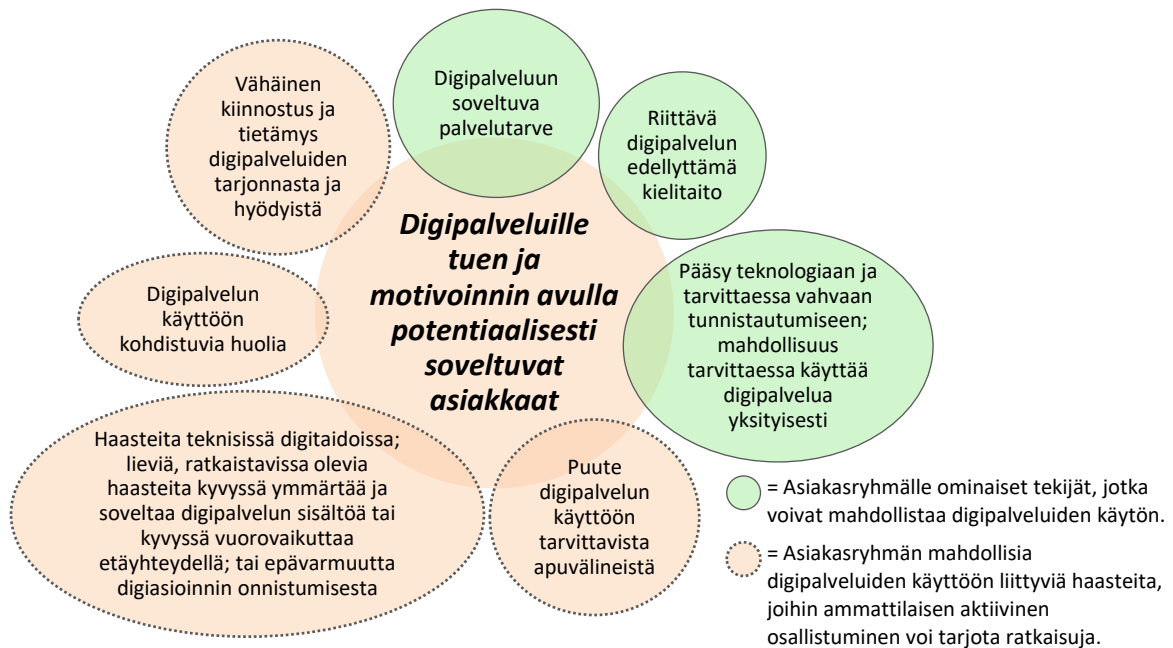 Vähäinen
kiinnostus ja
tietämys
digipalveluiden
tarjonnasta ja
hyödyistä
Digipalveluun
soveltuva
palvelutarve
Riittävä
digipalvelun
edellyttämä
kielitaito
Digipalveluille
tuen ja
motivoinnin avulla
potentiaalisesti
soveltuvat
asiakkaat
Pääsy teknologiaan ja
tarvittaessa vahvaan
tunnistautumiseen;
mahdollisuus
tarvittaessa käyttää
digipalvelua
yksityisesti
Digipalvelun
käyttöön
kohdistuvia huolia
Haasteita teknisissä digitaidoissa;
lieviä, ratkaistavissa olevia
haasteita kyvyssä ymmärtää ja
soveltaa digipalvelun sisältöä tai
kyvyssä vuorovaikuttaa
etäyhteydellä; tai epävarmuutta
digiasioinnin onnistumisesta
Puute
digipalvelun
käyttöön
tarvittavista
apuvälineistä
= Asiakasryhmälle ominaiset tekijät, jotka
voivat mahdollistaa digipalveluiden käytön.
= Asiakasryhmän mahdollisia
digipalveluiden käyttöön liittyviä haasteita,
joihin ammattilaisen aktiivinen
osallistuminen voi tarjota ratkaisuja.